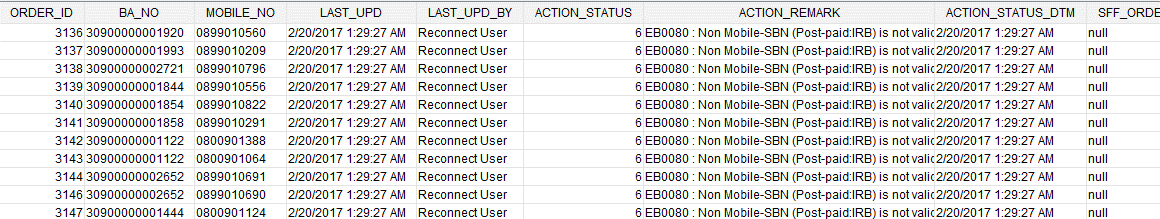 ORDER_ID BA_NO MOBILE_NO LAST_UPD LAST_UPD_BY ACTION_STATUS ACTION_REMARK ACTION_STATUS_DTM SFF_ORDE
3136 30900000001920 0899010560 2/20/2017 1:29:27 AM Reconnect User 6 EB0080 : Non Mobile-SBN (Post-paid:IRB) is not valid 2/20/2017 1:29:27 AM null
3137 30900000001993 0899010209 2/20/2017 1:29:27 AM Reconnect User 6 EB0080 : Non Mobile-SBN (Post-paid:IRB) is not valid 2/20/2017 1:29:27 AM null
3138 30900000002721 0899010796 2/20/2017 1:29:27 AM Reconnect User 6 EB0080 : Non Mobile-SBN (Post-paid:IRB) is not valid 2/20/2017 1:29:27 AM null
3139 30900000001844 0899010556 2/20/2017 1:29:27 AM Reconnect User 6 EB0080 : Non Mobile-SBN (Post-paid:IRB) is not valid 2/20/2017 1:29:27 AM null
3140 30900000001854 0899010822 2/20/2017 1:29:27 AM Reconnect User 6 EB0080 : Non Mobile-SBN (Post-paid:IRB) is not valid 2/20/2017 1:29:27 AM null
3141 30900000001858 0899010291 2/20/2017 1:29:27 AM Reconnect User 6 EB0080 : Non Mobile-SBN (Post-paid:IRB) is not valid 2/20/2017 1:29:27 AM null
3142 30900000001122 0800901388 2/20/2017 1:29:27 AM Reconnect User 6 EB0080 : Non Mobile-SBN (Post-paid:IRB) is not valid 2/20/2017 1:29:27 AM null
3143 30900000001122 0800901064 2/20/2017 1:29:27 AM Reconnect User 6 EB0080 : Non Mobile-SBN (Post-paid:IRB) is not valid 2/20/2017 1:29:27 AM null
3144 30900000002652 0899010691 2/20/2017 1:29:27 AM Reconnect User 6 EB0080 : Non Mobile-SBN (Post-paid:IRB) is not valid 2/20/2017 1:29:27 AM null
3146 30900000002652 0899010690 2/20/2017 1:29:27 AM Reconnect User 6 EB0080 : Non Mobile-SBN (Post-paid:IRB) is not valid 2/20/2017 1:29:27 AM null
3147 30900000001444 0800901124 2/20/2017 1:29:27 AM Reconnect User 6 EB0080 : Non Mobile-SBN (Post-paid:IRB) is not valid 2/20/2017 1:29:27 AM null